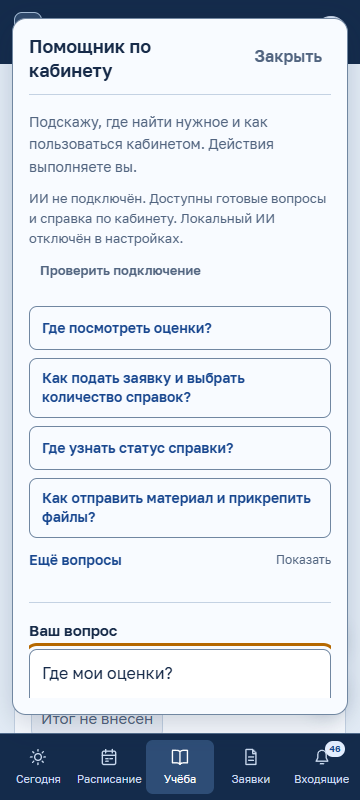 Помощник по
кабинету
Закрыть
Подскажу, где найти нужное и как
пользоваться кабинетом. Действия
выполняете вы.
ИИ не подключён. Доступны готовые вопросы
и справка по кабинету. Локальный ИИ
отключён в настройках.
Проверить подключение
Где посмотреть оценки?
Как подать заявку и выбрать
количество справок?
Где узнать статус справки?
Как отправить материал и прикрепить
файлы?
Ещё вопросы
Показать
Ваш вопрос
Где мои оценки?
Итог не внесён
46
Сегодня
Расписание
Учёба
Заявки
Входящие